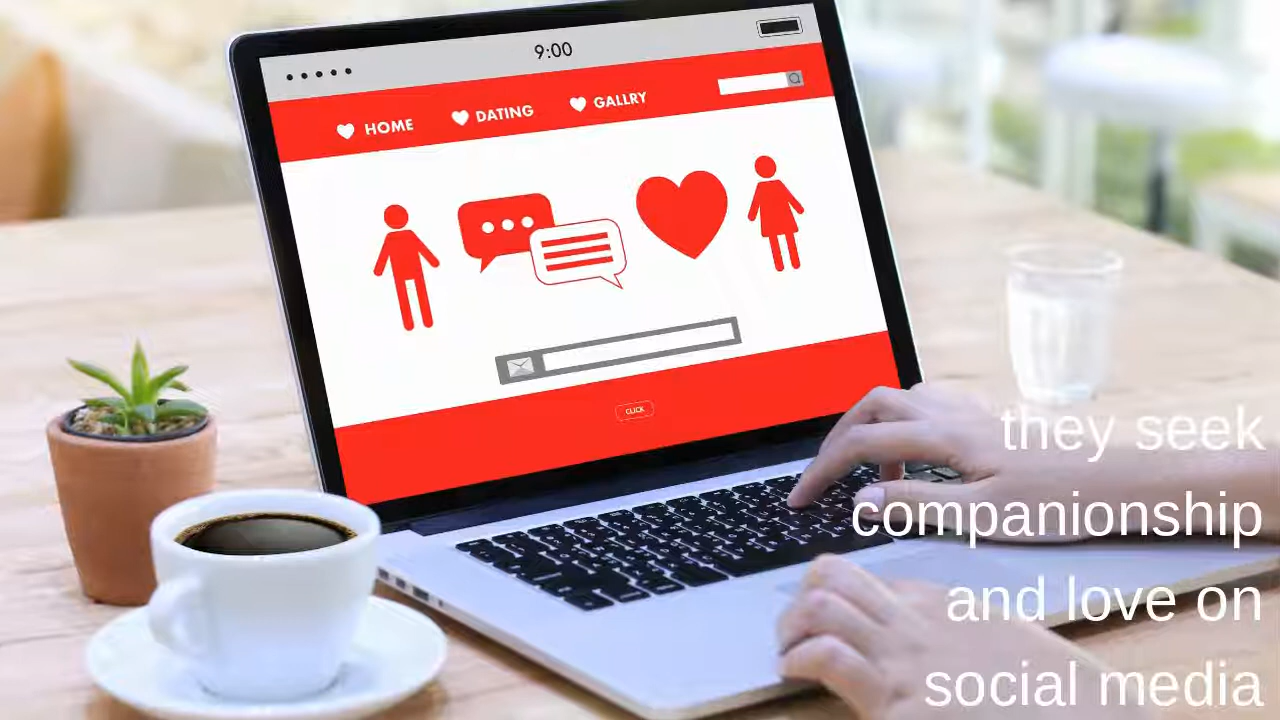 9:00
HOME DATING GALLRY
CLICK
they seek
companionship
and love on
social media